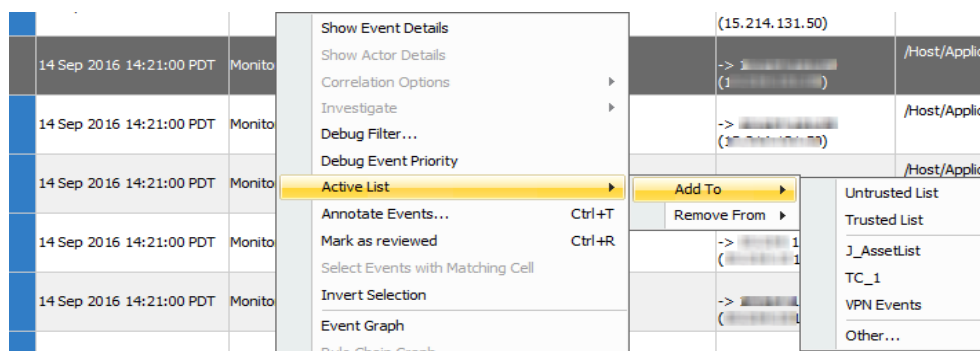 Show Event Details
(15.214.131.50)
Show Actor Details
/Host/Applic
14 Sep 2016 14:21:00 PDT Monito
->
Correlation Options
Investigate
/Host/Applic
14 Sep 2016 14:21:00 PDT Monito
Debug Filter...
->
Debug Event Priority
/Host/Applic
14 Sep 2016 14:21:00 PDT Monito
Active List
Add To
Untrusted List
Annotate Events... Ctrl+T
Remove From
Trusted List
14 Sep 2016 14:21:00 PDT Monito
Mark as reviewed Ctrl+R
->
J_AssetList
Select Events with Matching Cell
TC_1
14 Sep 2016 14:21:00 PDT Monito
Invert Selection
->
VPN Events
Event Graph
Other...